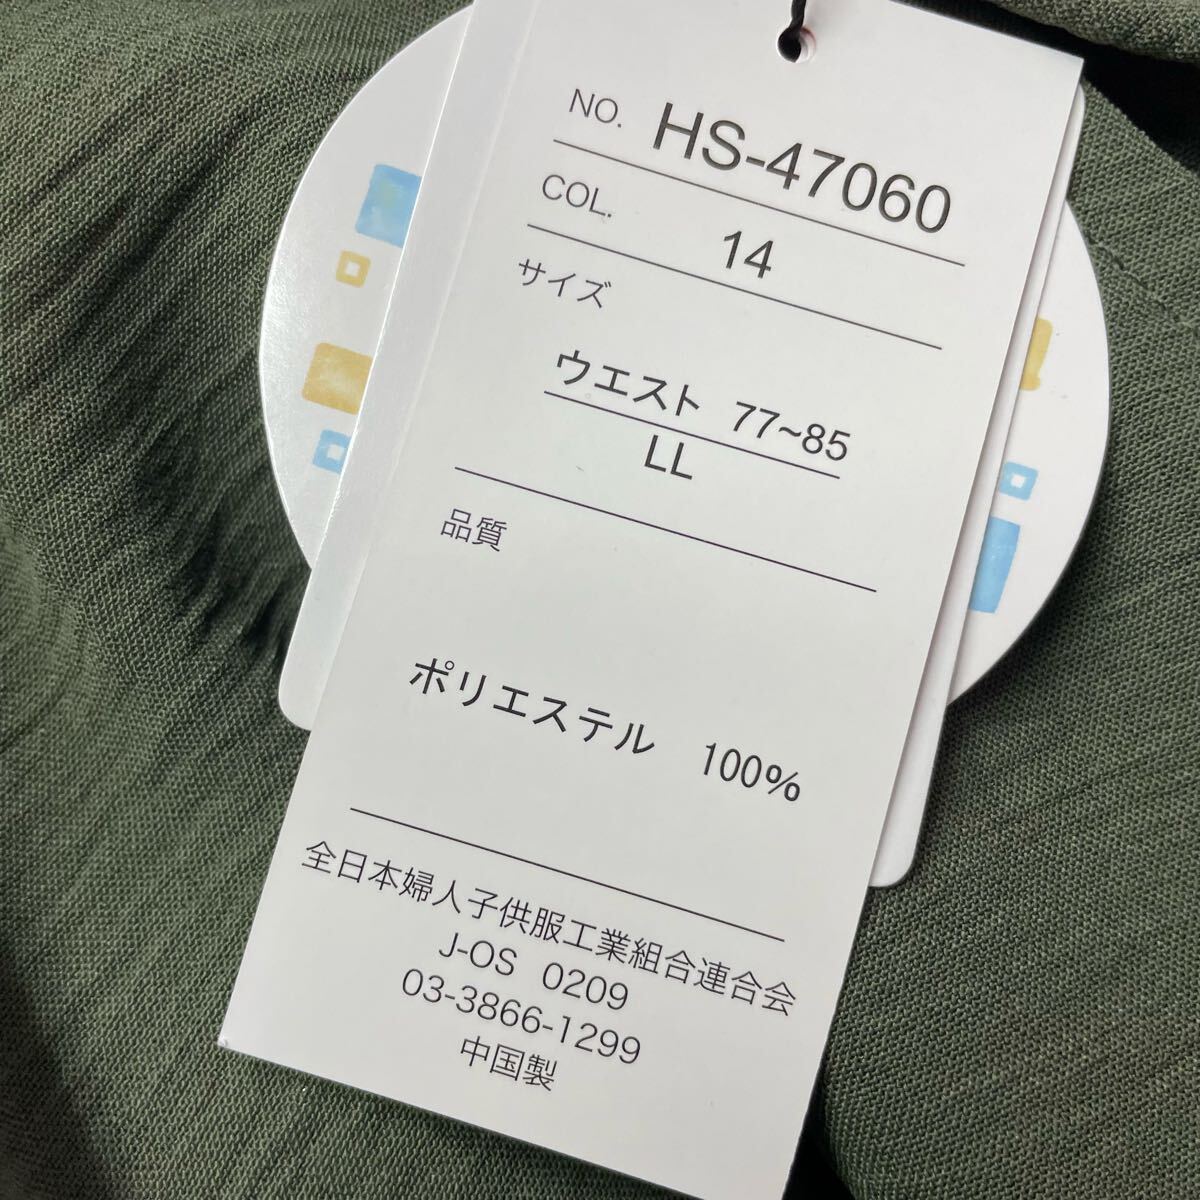 NO. HS-47060
COL. 14
サイズ
ウエスト 77~85
LL
品質
ポリエステル 100%
全日本婦人子供服工業組合連合会
J-OS 0209
03-3866-1299
中国製